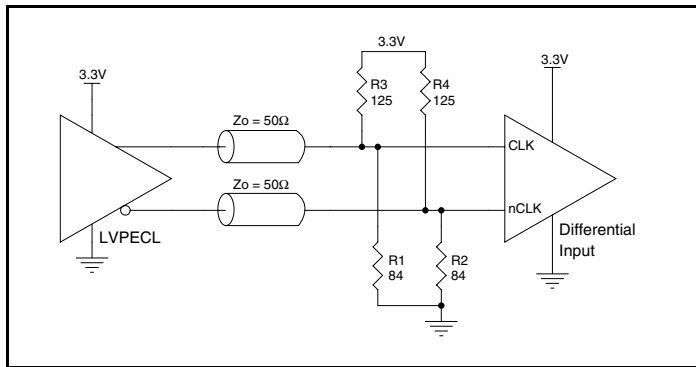 3.3V
3.3V
3.3V
R3
125
R4
125
Zo = 50Ω
CLK
Zo = 50Ω
nCLK
LVPECL
Differential
Input
R1
84
R2
84